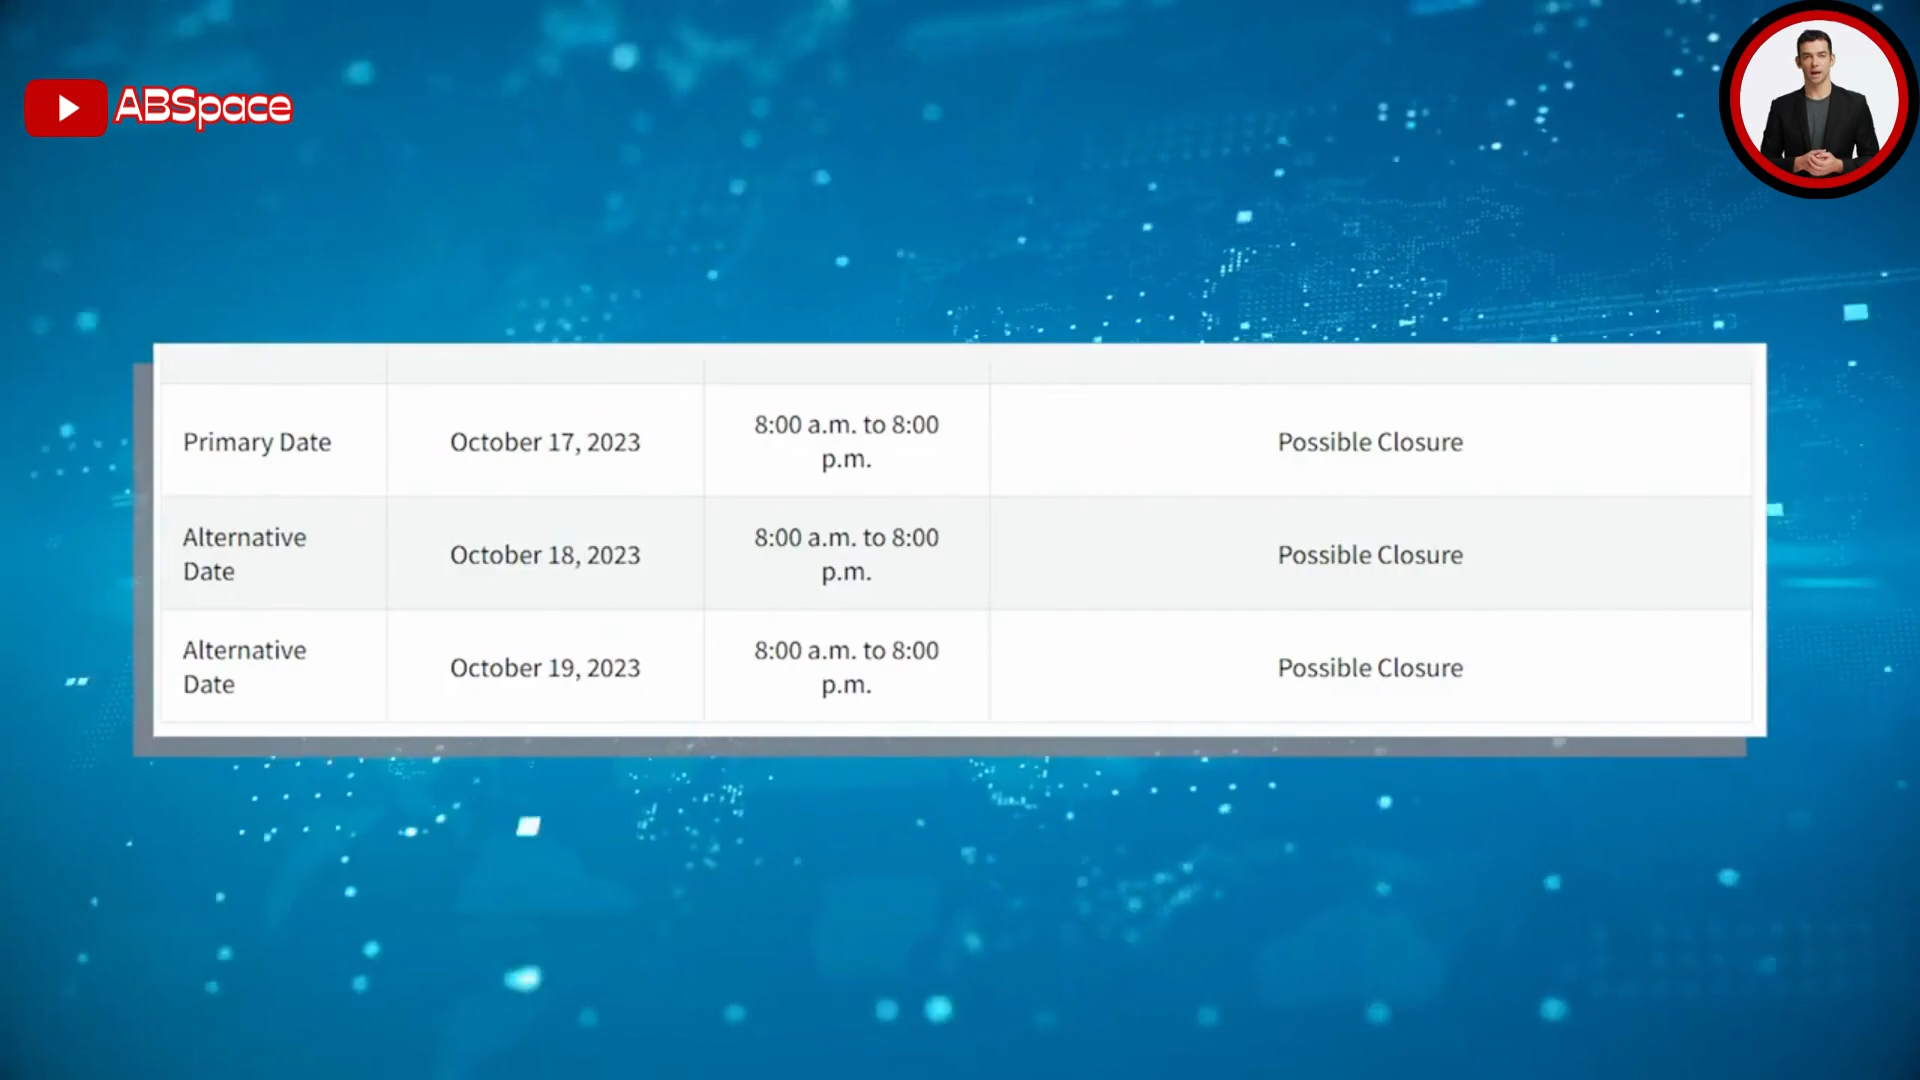 ABSpace
Primary Date
October 17, 2023
8:00 a.m. to 8:00
p.m.
Possible Closure
Alternative
Date
October 18, 2023
8:00 a.m. to 8:00
p.m.
Possible Closure
Alternative
Date
October 19, 2023
8:00 a.m. to 8:00
p.m.
Possible Closure